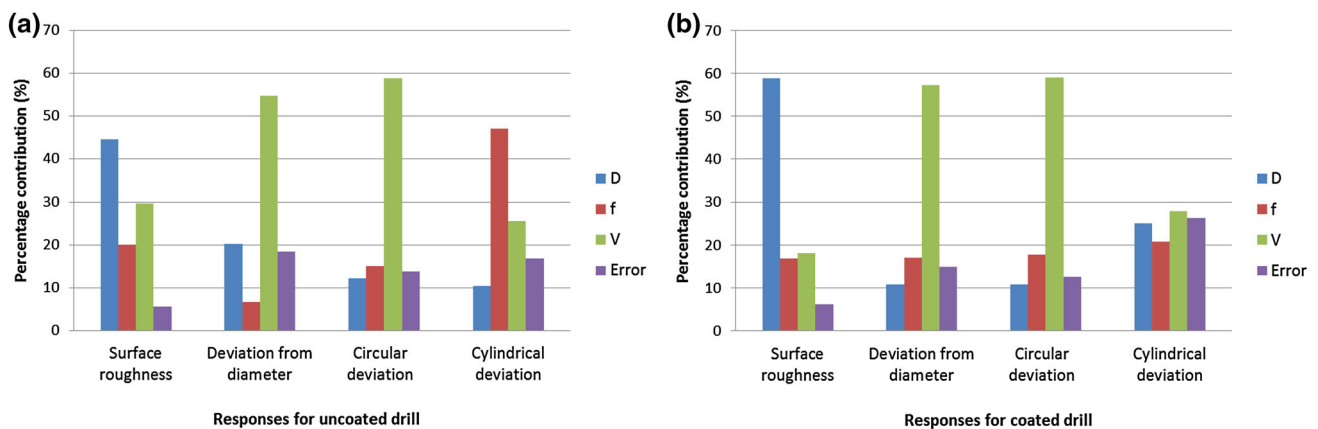 (a)
70
60
50
40
30
20
10
0
Percentage contribution (%)
Surface roughness
Deviation from diameter
Circular deviation
Cylindrical deviation
Responses for uncoated drill
D
f
V
Error
(b)
70
60
50
40
30
20
10
0
Percentage contribution (%)
Surface roughness
Deviation from diameter
Circular deviation
Cylindrical deviation
Responses for coated drill
D
f
V
Error